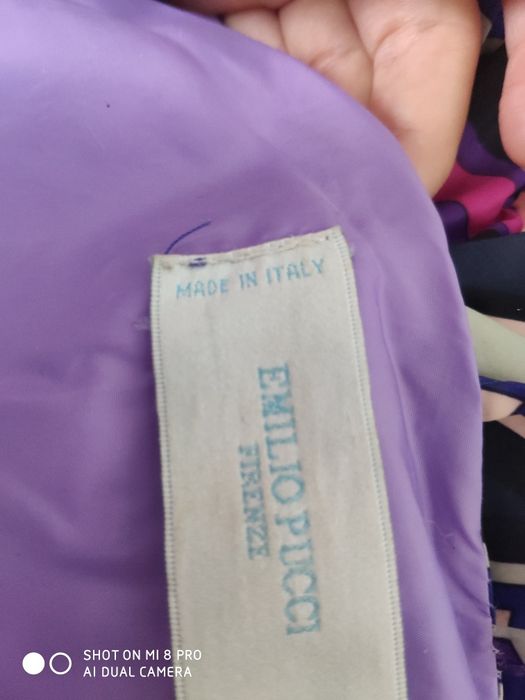 MADE IN ITALY
EMILIO PUCCI
FIRENZE
SHOT ON MI 8 PRO
AI DUAL CAMERA